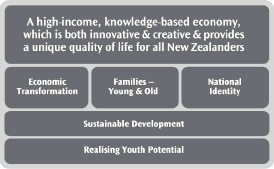 A high-income, knowledge-based economy,
which is both innovative & creative & provides
a unique quality of life for all New Zealanders
Economic
Transformation
Families –
Young & Old
National
Identity
Sustainable Development
Realising Youth Potential